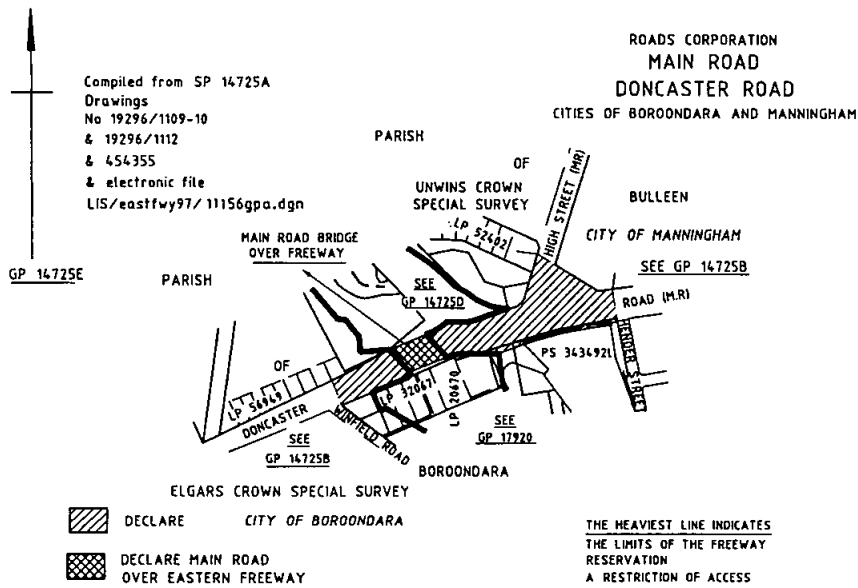 ROADS CORPORATION
MAIN ROAD
DONCASTER ROAD
CITIES OF BOROONDARA AND MANNINGHAM
Compiled from SP 14725A
Drawings
No 19296/1109-10
& 19296/1112
& 454355
& electronic file
LIS/eastfwy97/11156gpa.dgn
PARISH
OF
UNWINS CROWN
SPECIAL SURVEY
LP 52402
HIGH STREET (MR)
BULLEEN
CITY OF MANNINGHAM
SEE GP 14725B
MAIN ROAD BRIDGE
OVER FREEWAY
GP 14725E
PARISH
SEE
GP 14725D
ROAD (M.R)
HENDER STREET
PS 343492L
OF
LP 56949
DONCASTER
LP 32067
LP 20670
WINFIELD ROAD
SEE
GP 14725B
SEE
GP 17920
BOROONDARA
ELGARS CROWN SPECIAL SURVEY
DECLARE
CITY OF BOROONDARA
DECLARE MAIN ROAD
OVER EASTERN FREEWAY
THE HEAVIEST LINE INDICATES
THE LIMITS OF THE FREEWAY
RESERVATION
A RESTRICTION OF ACCESS